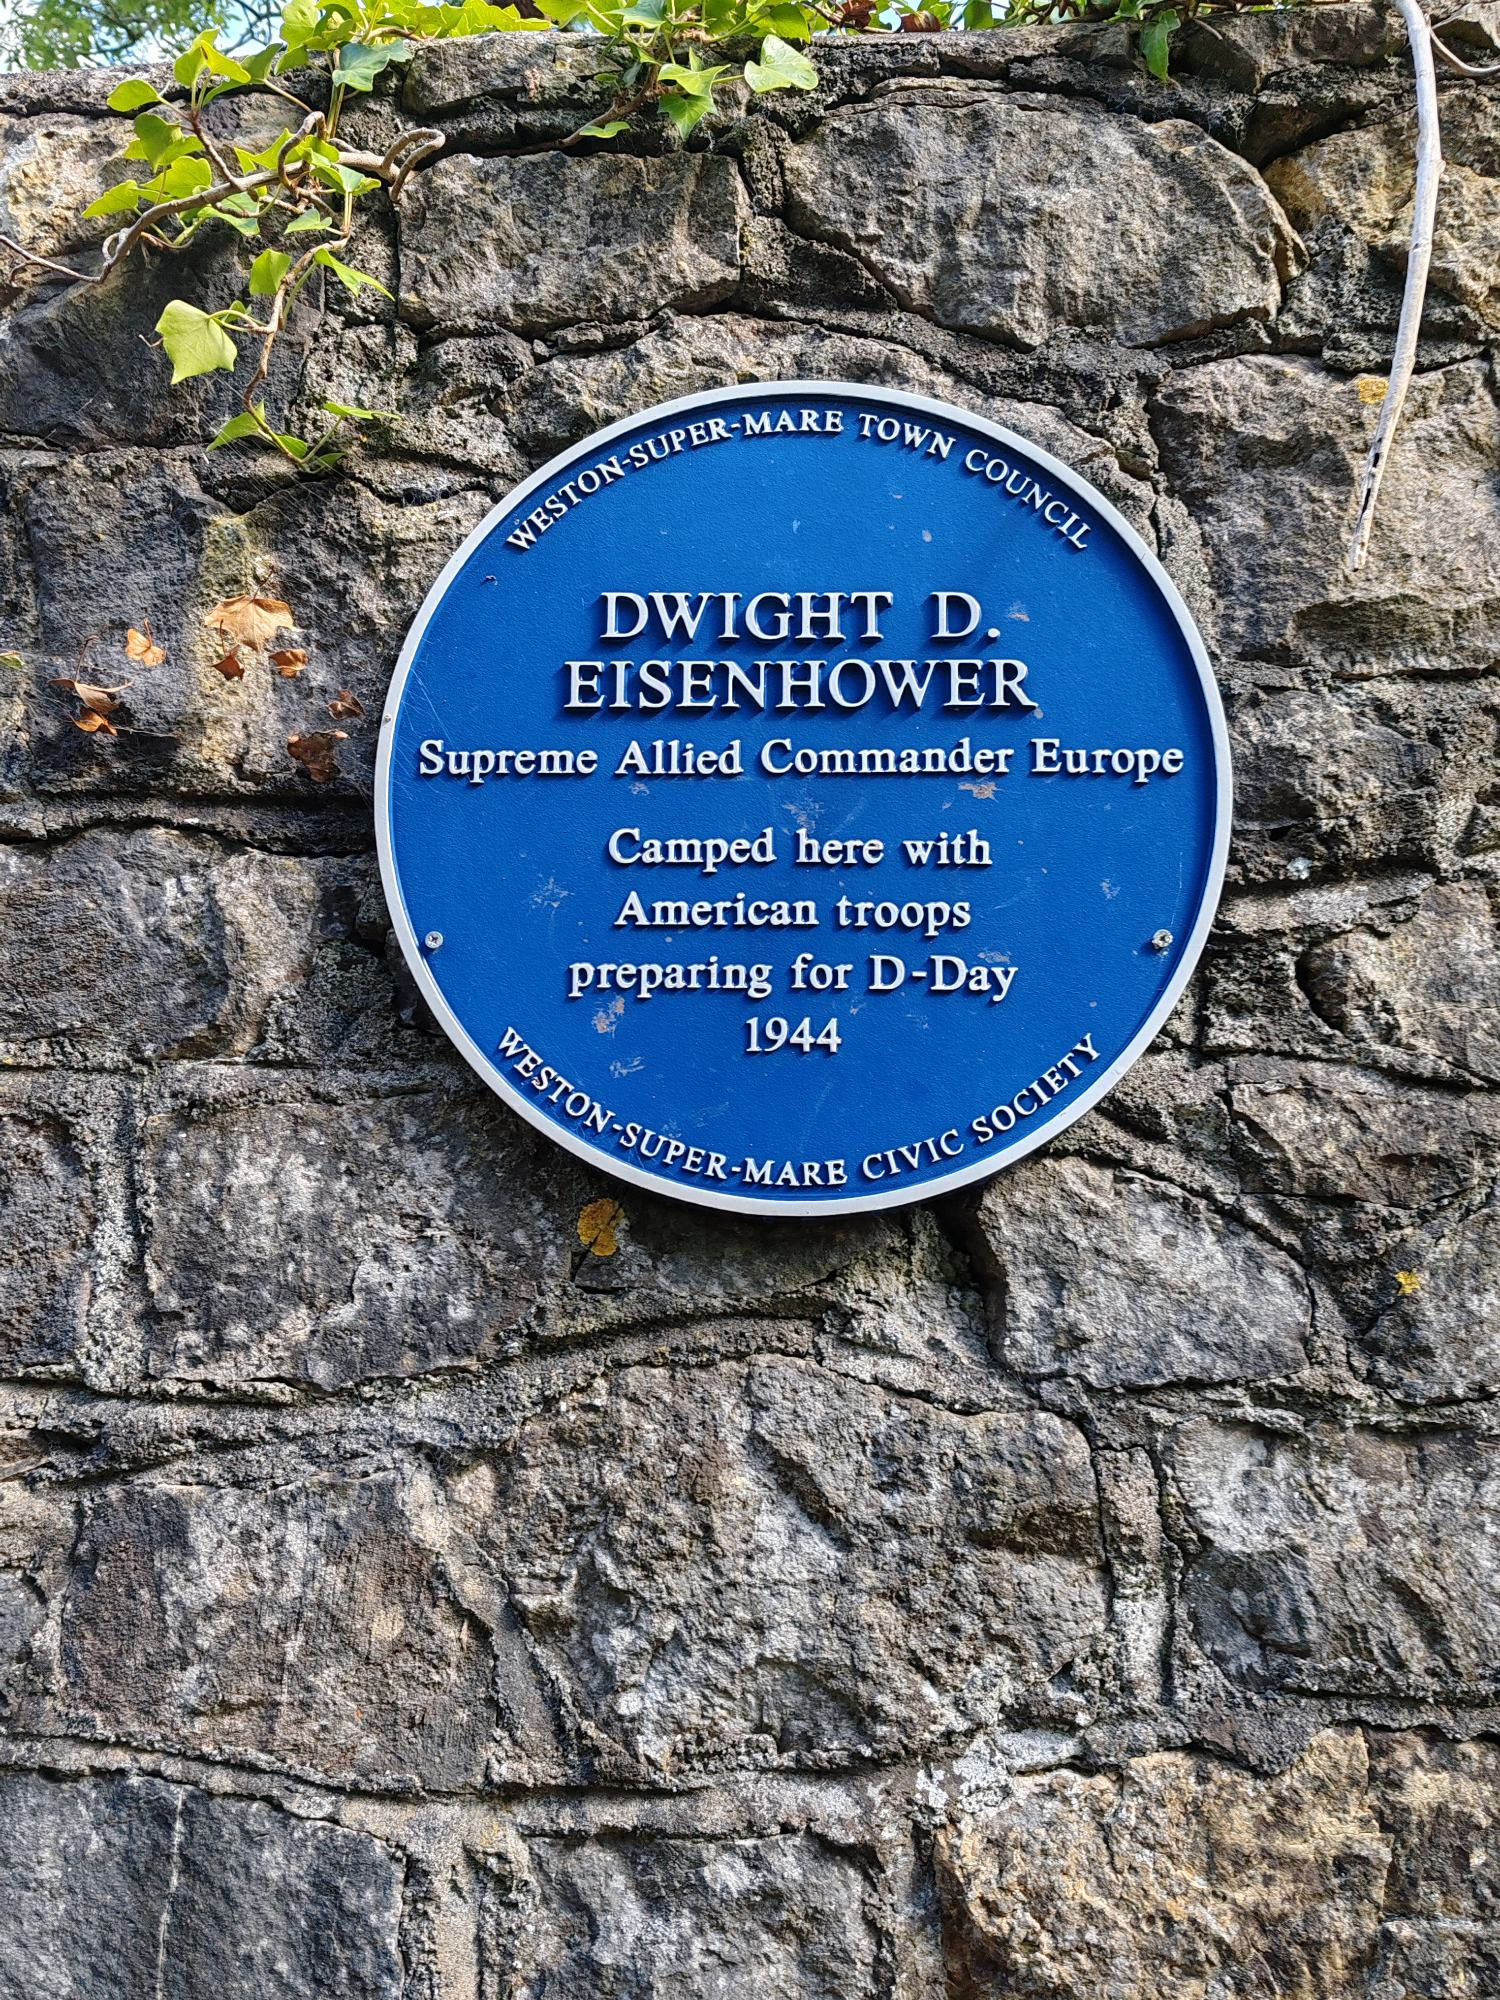 WESTON-SUPER-MARE TOWN COUNCIL
DWIGHT D.
EISENHOWER
Supreme Allied Commander Europe
Camped here with
American troops
preparing for D-Day
1944
WESTON-SUPER-MARE CIVIC SOCIETY